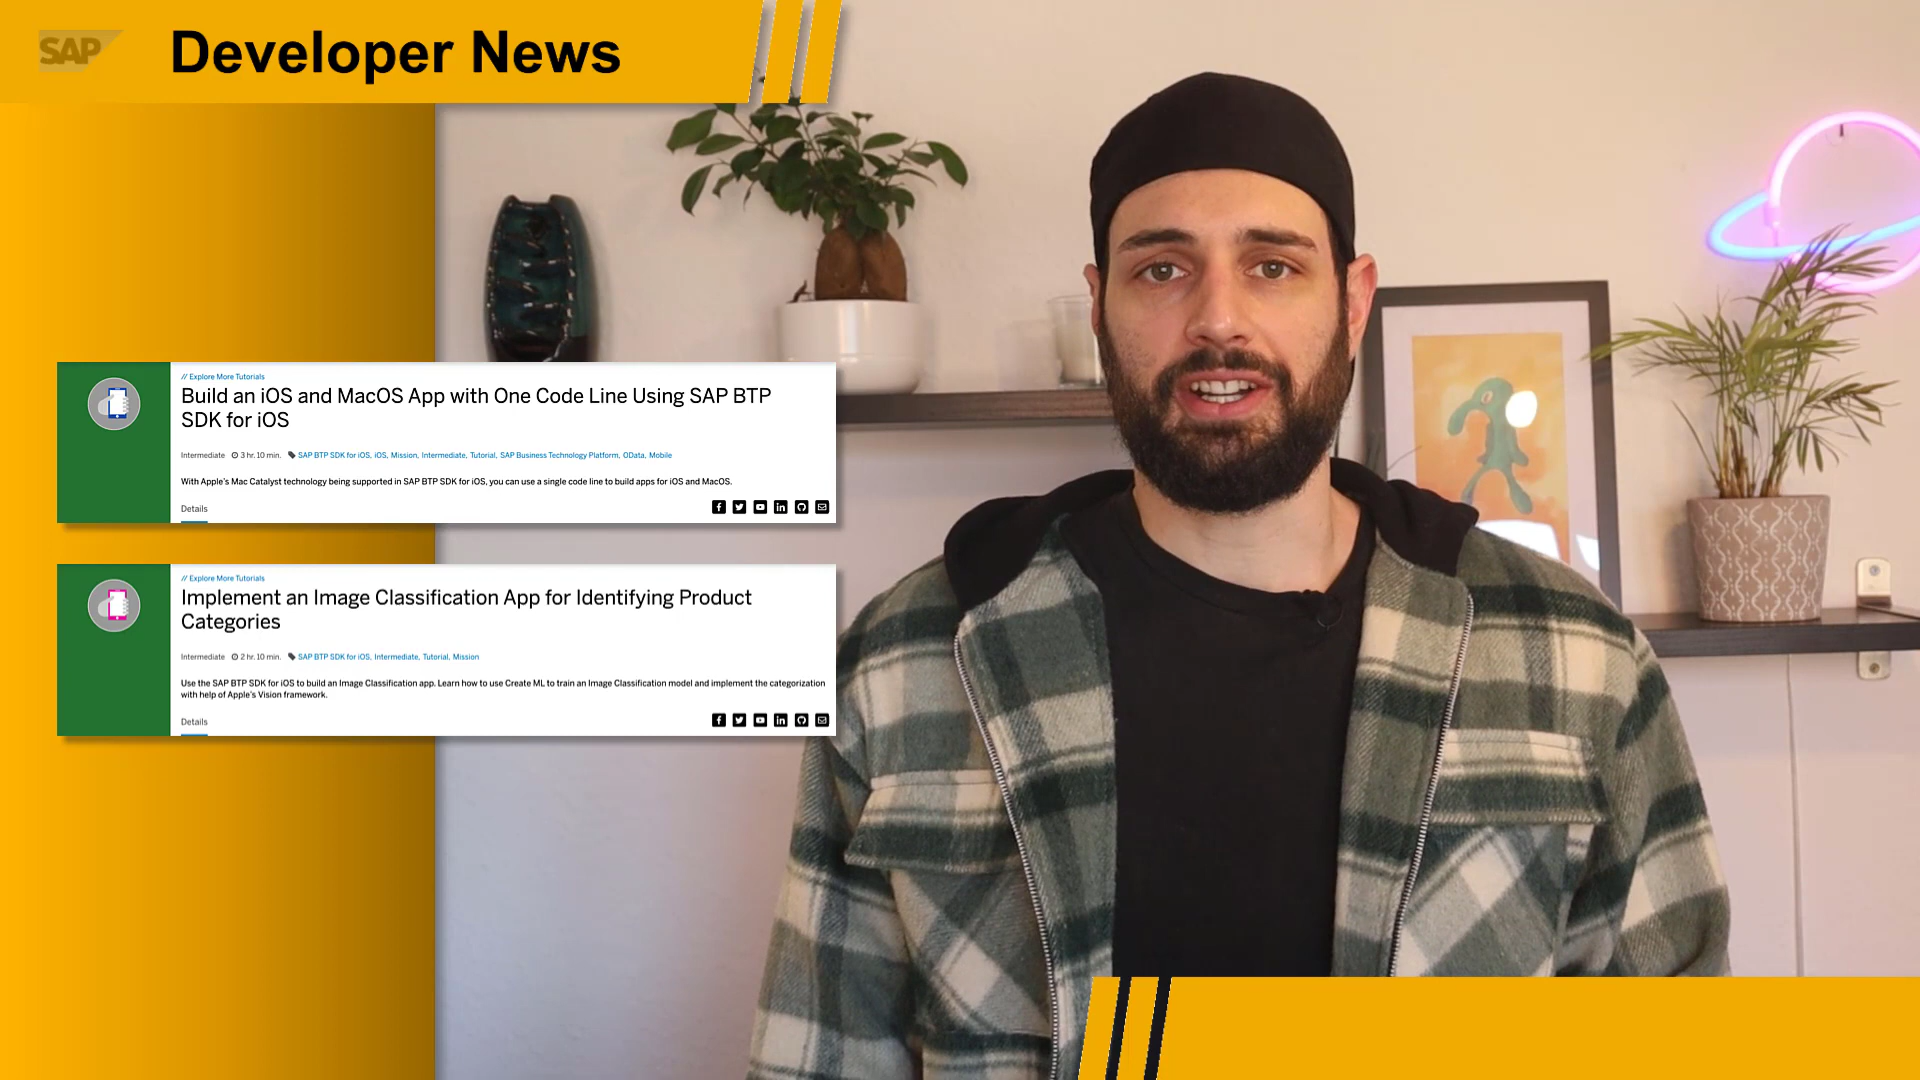 SAP
Developer News
// Explore More Tutorials
Build an iOS and MacOS App with One Code Line Using SAP BTP
SDK for iOS
Intermediate 3 hr. 10 min. SAP BTP SDK for iOS, iOS, Mission, Intermediate, Tutorial, SAP Business Technology Platform, OData, Mobile
With Apple's Mac Catalyst technology being supported in SAP BTP SDK for iOS, you can use a single code line to build apps for iOS and MacOS.
Details
// Explore More Tutorials
Implement an Image Classification App for Identifying Product
Categories
Intermediate 2 hr. 10 min. SAP BTP SDK for iOS, Intermediate, Tutorial, Mission
Use the SAP BTP SDK for iOS to build an Image Classification app. Learn how to use Create ML to train an Image Classification model and implement the categorization
with help of Apple's Vision framework.
Details